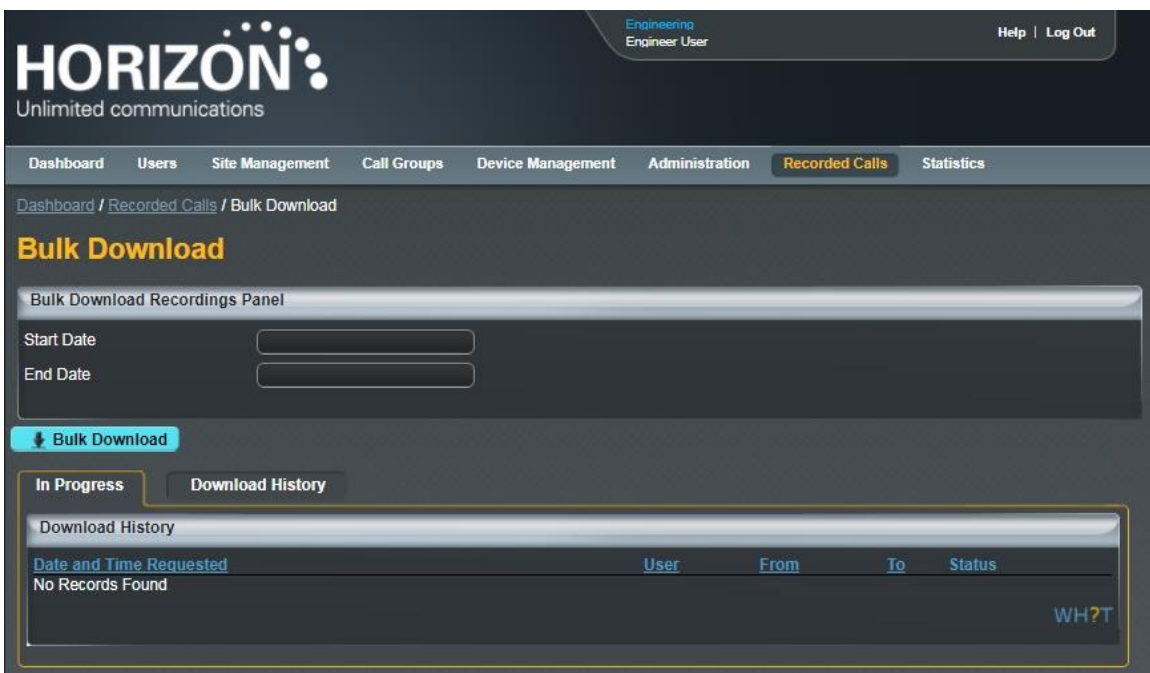 Engineering
Engineer User
Help | Log Out
HORIZON
Unlimited communications
Dashboard Users Site Management Call Groups Device Management Administration Recorded Calls Statistics
Dashboard / Recorded Calls / Bulk Download
Bulk Download
Bulk Download Recordings Panel
Start Date
End Date
Bulk Download
In Progress Download History
Download History
Date and Time Requested User From To Status
No Records Found
WH?T